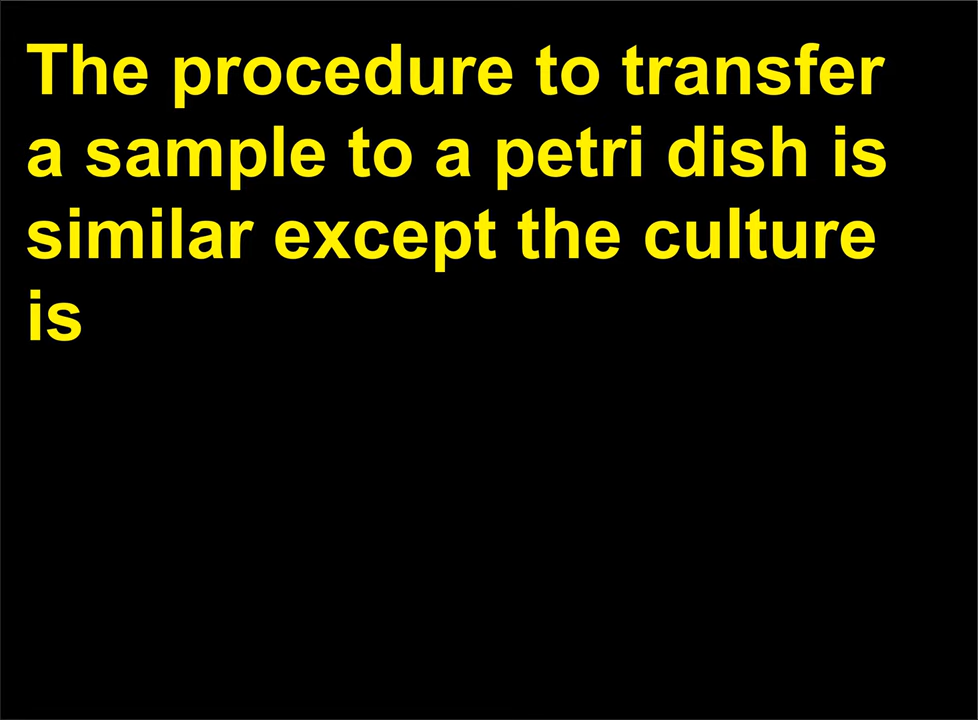 The procedure to transfer
a sample to a petri dish is
similar except the culture
is